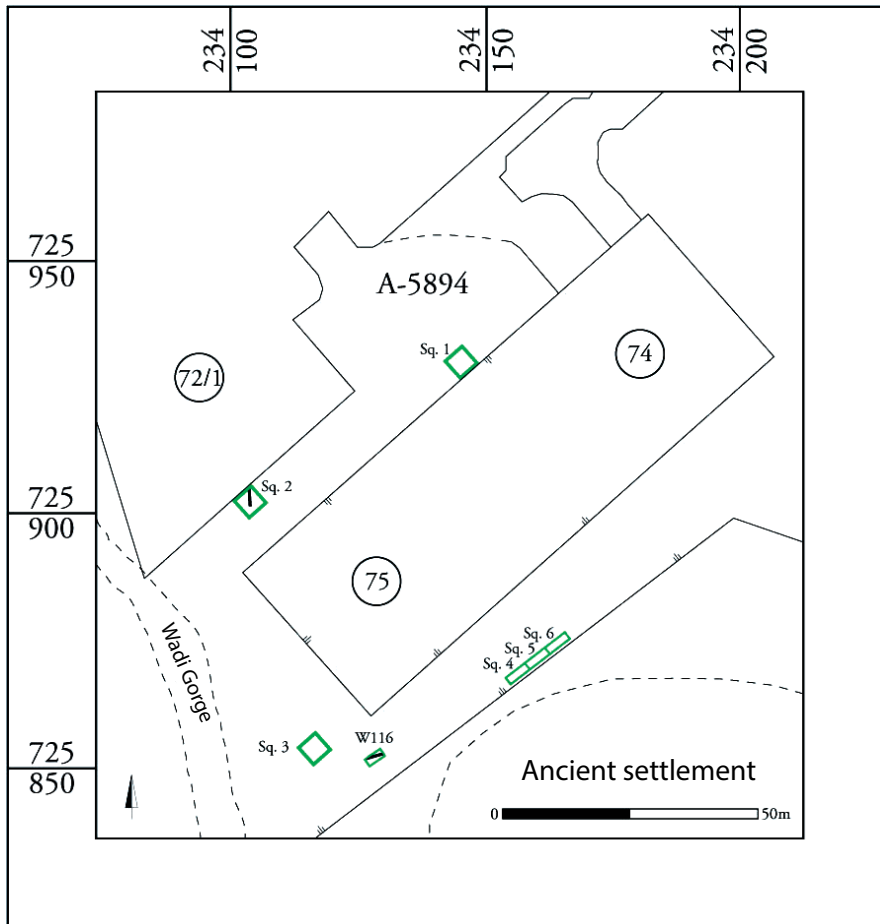 234
100
234
150
234
200
725
950
A-5894
Sq. 1
74
72/1
Sq. 2
725
900
75
Sq. 6
Sq. 5
Sq. 4
Wadi Gorge
W116
Sq. 3
725
850
Ancient settlement
0
50m